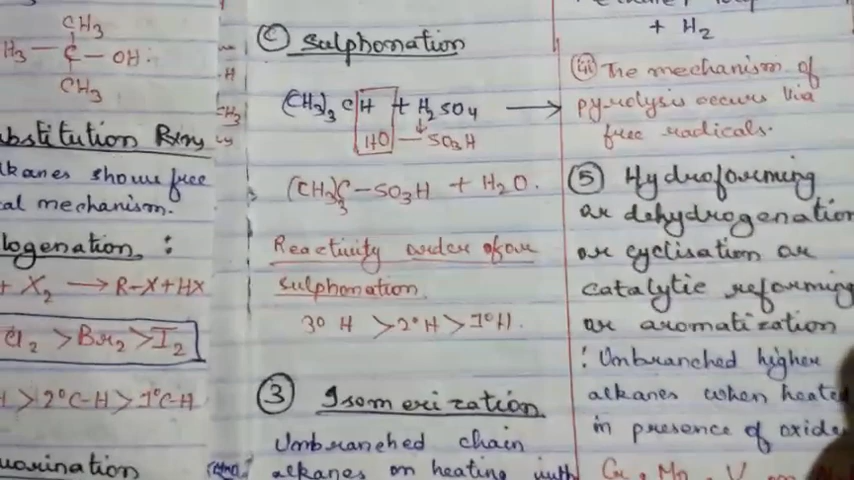 CH3
H3 — C — OH.
CH3
bstitution Rxns
lkanes show free
al mechanism.
logenation :
+ X2 → R-X + HX
Cl2 > Br2 > I2
H > 2°C-H > 1°C-H
uorination
(C) Sulphonation
(CH3)3 C H + H2SO4 →
HO — SO3H
(CH3)3C - SO3H + H2O.
Reactivity order of
sulphonation
3° H > 2° H > 1° H.
(3) Isomerization
Unbranched chain
alkanes on heating with
+ H2
(iii) The mechanism of
pyrolysis occurs via
free radicals.
(5) Hydroforming
or dehydrogenation
or cyclisation or
catalytic reforming
or aromatization
: Unbranched higher
alkanes when heated
in presence of oxide
Cr, Mo, V